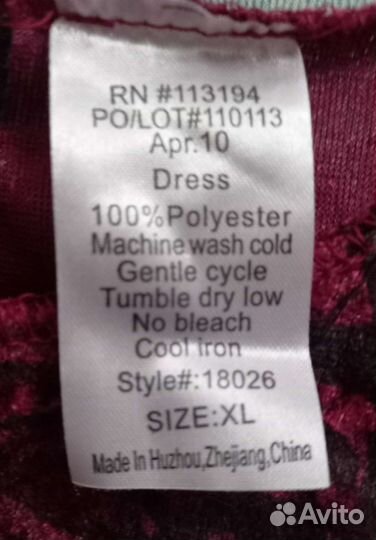 RN #113194
PO/LOT#110113
Apr.10
Dress
100%Polyester
Machine wash cold
Gentle cycle
Tumble dry low
No bleach
Cool iron
Style#:18026
SIZE:XL
Made In Huzhou,Zhejiang,China
Avito